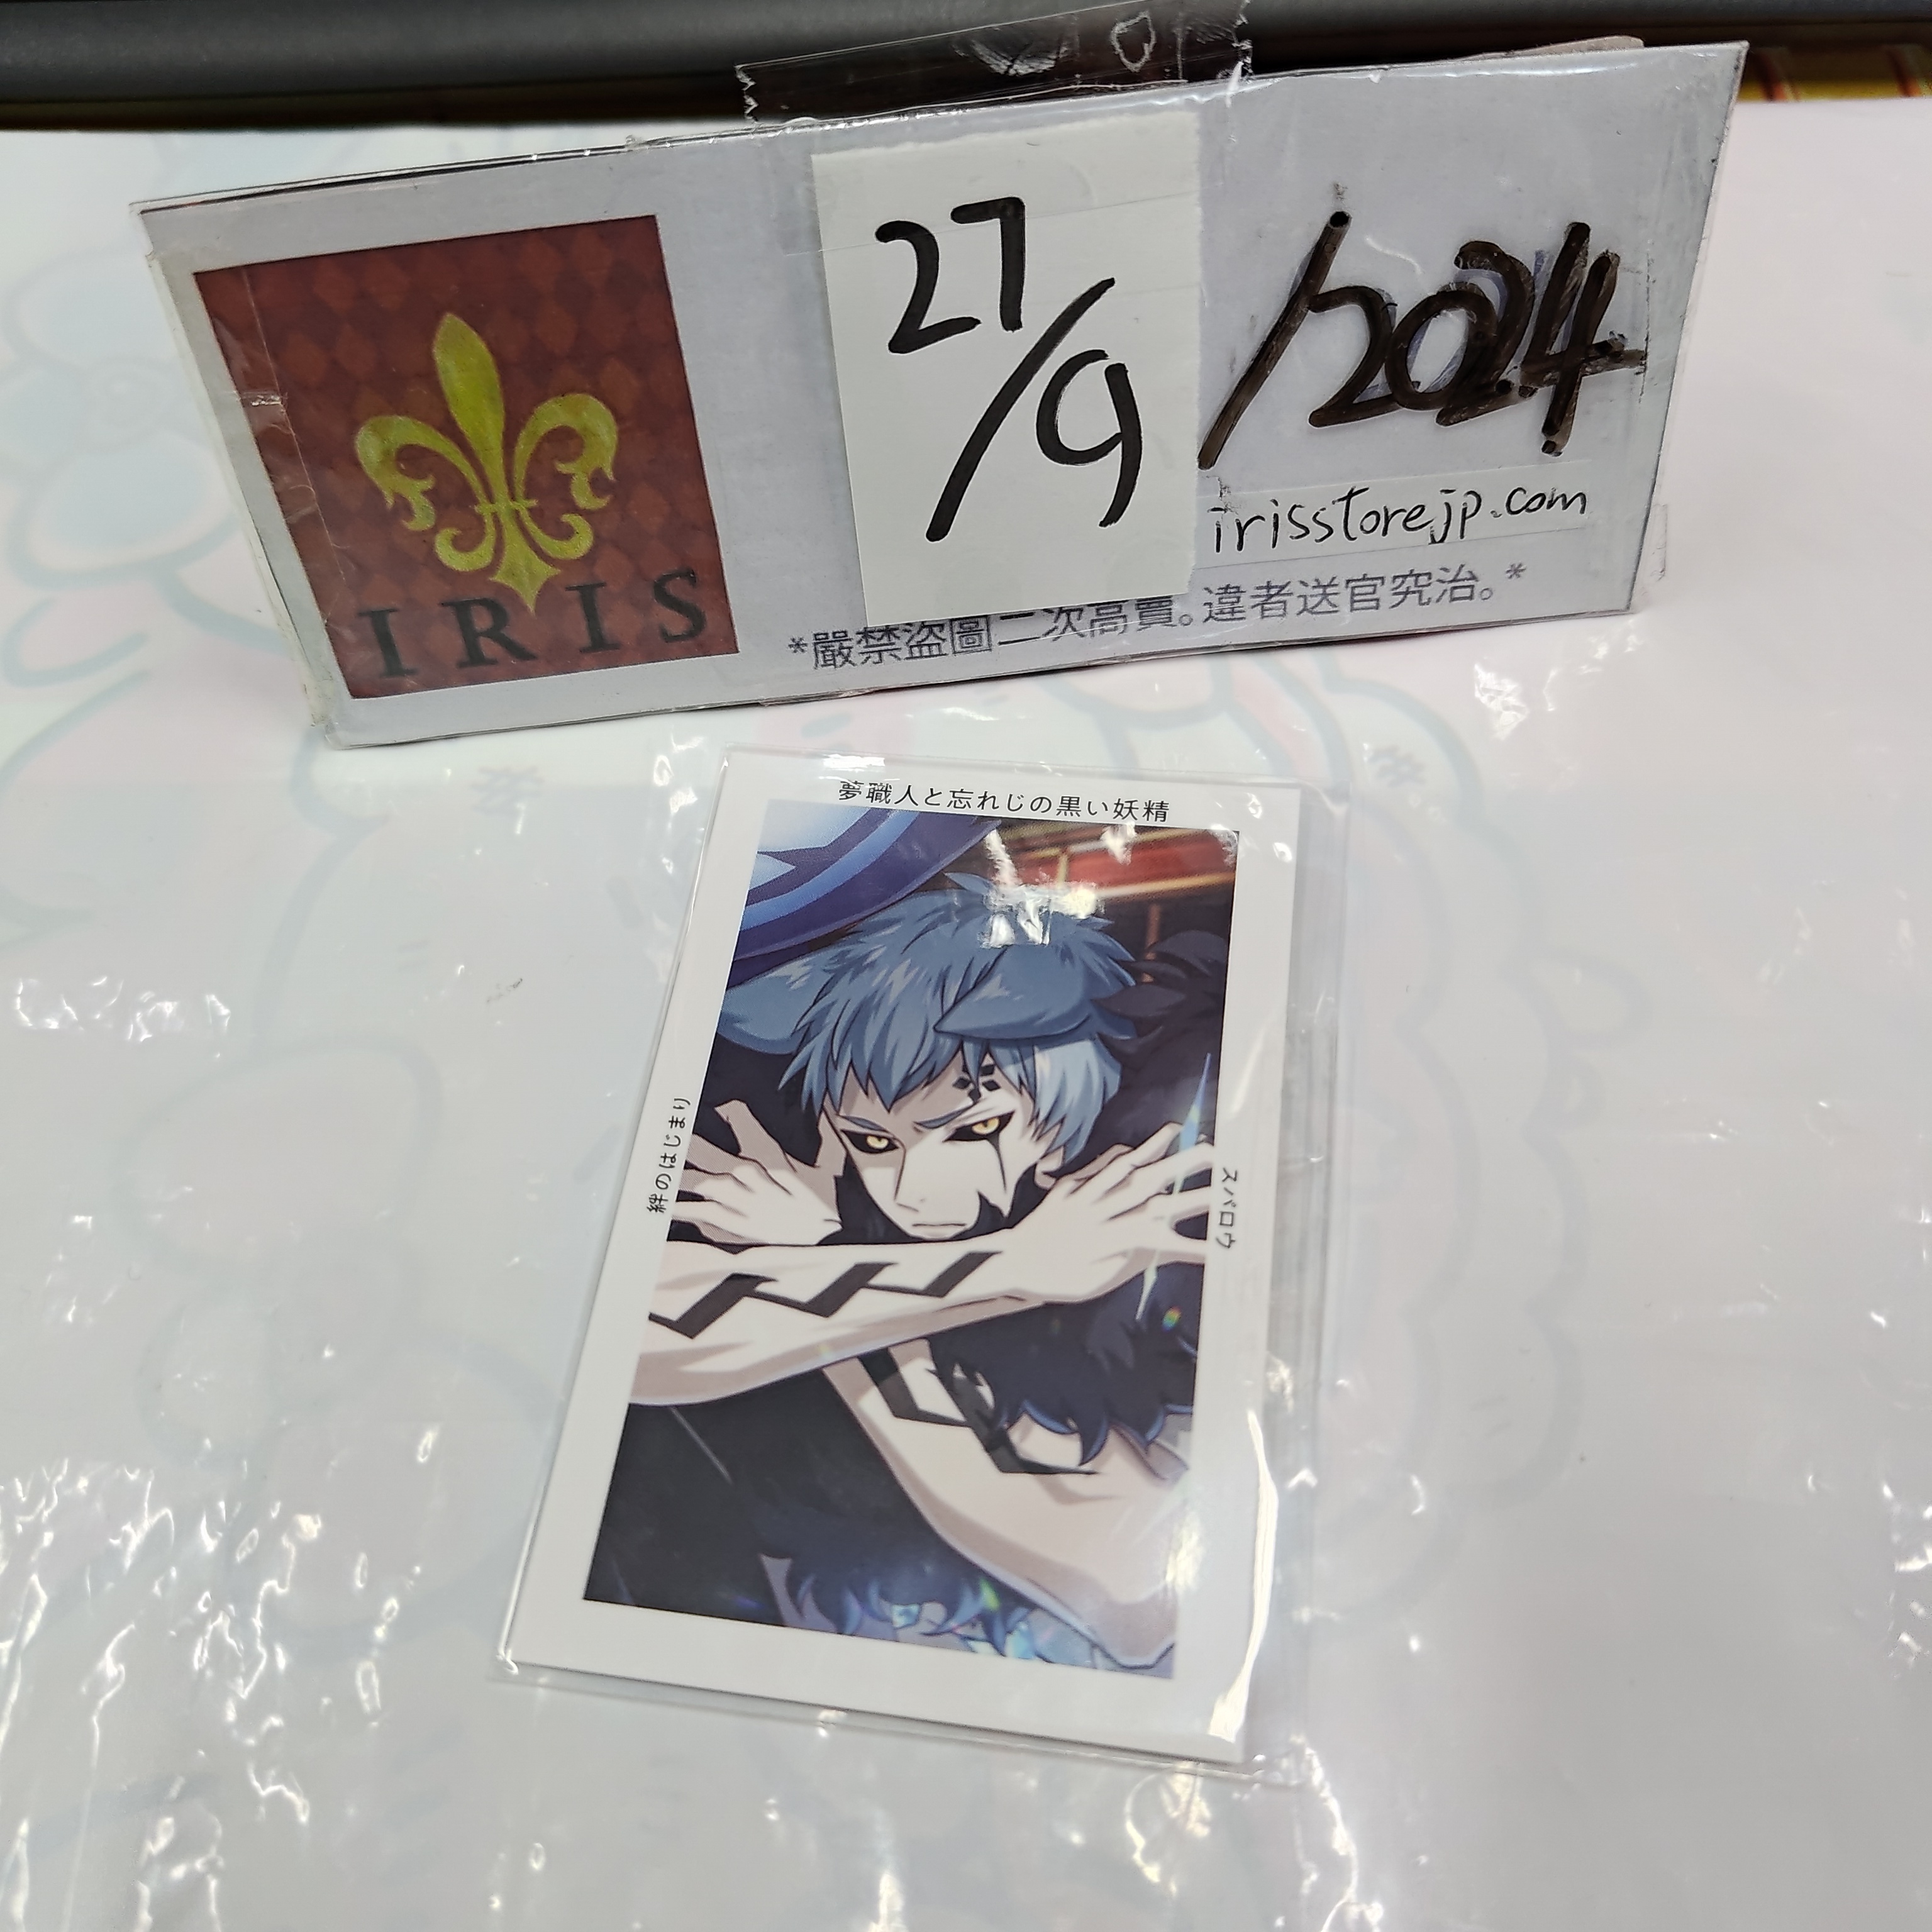 27/9/2024
irisstorejp.com
IRIS
*嚴禁盜圖二次高賣。違者送官究治。*
夢職人と忘れじの黒い妖精
絆のはじまり
スバロウ